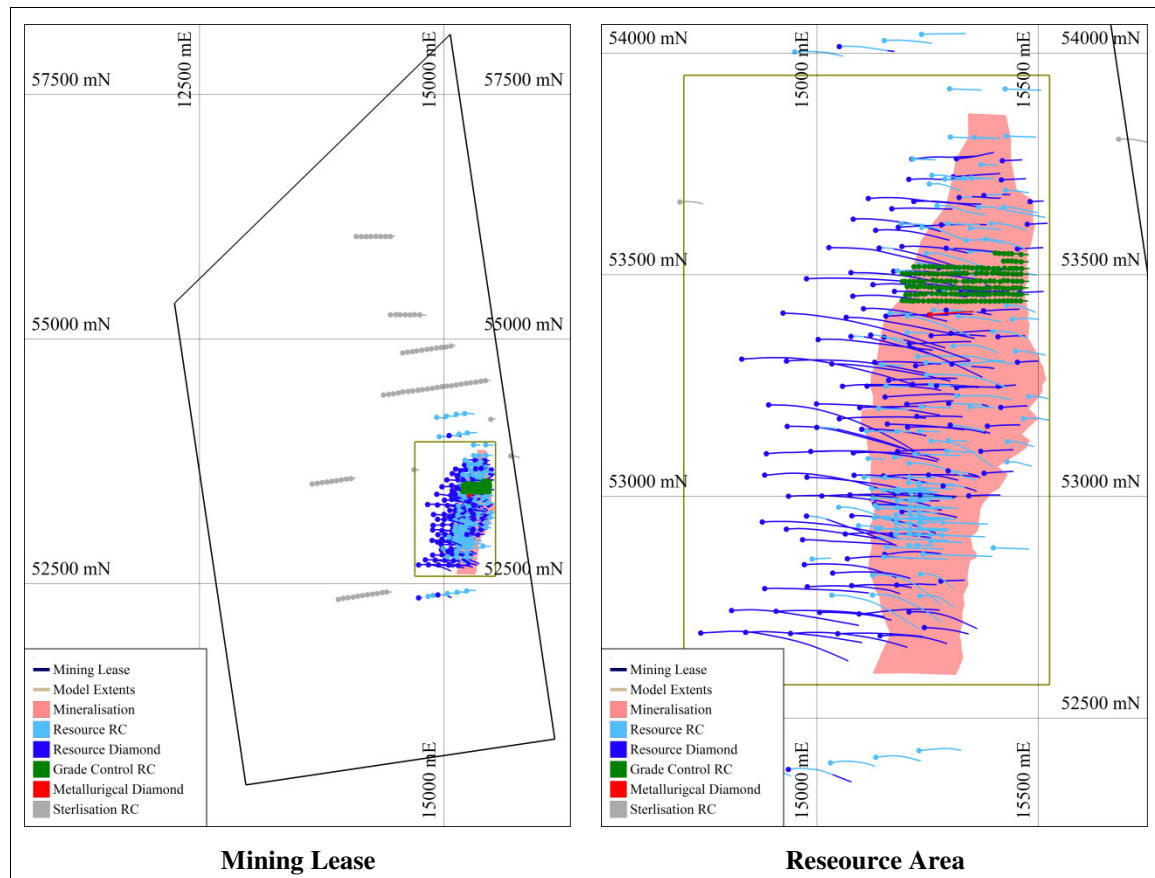 12500 mE
15000 mE
57500 mN
57500 mN
55000 mN
55000 mN
52500 mN
15000 mE
Mining Lease
Model Extents
Mineralisation
Resource RC
Resource Diamond
Grade Control RC
Metallurigcal Diamond
Sterlisation RC
Mining Lease
54000 mN
15000 mE
15500 mE
54000 mN
53500 mN
53500 mN
53000 mN
53000 mN
52500 mN
15000 mE
15500 mE
Mining Lease
Model Extents
Mineralisation
Resource RC
Resource Diamond
Grade Control RC
Metallurigcal Diamond
Sterlisation RC
Reseource Area